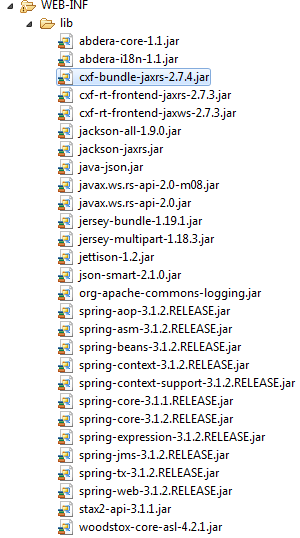 WEB-INF
lib
abdera-core-1.1.jar
abdera-i18n-1.1.jar
cxf-bundle-jaxrs-2.7.4.jar
cxf-rt-frontend-jaxrs-2.7.3.jar
cxf-rt-frontend-jaxws-2.7.3.jar
jackson-all-1.9.0.jar
jackson-jaxrs.jar
java-json.jar
javax.ws.rs-api-2.0-m08.jar
javax.ws.rs-api-2.0.jar
jersey-bundle-1.19.1.jar
jersey-multipart-1.18.3.jar
jettison-1.2.jar
json-smart-2.1.0.jar
org-apache-commons-logging.jar
spring-aop-3.1.2.RELEASE.jar
spring-asm-3.1.2.RELEASE.jar
spring-beans-3.1.2.RELEASE.jar
spring-context-3.1.2.RELEASE.jar
spring-context-support-3.1.2.RELEASE.jar
spring-core-3.1.1.RELEASE.jar
spring-core-3.1.2.RELEASE.jar
spring-expression-3.1.2.RELEASE.jar
spring-jms-3.1.2.RELEASE.jar
spring-tx-3.1.2.RELEASE.jar
spring-web-3.1.2.RELEASE.jar
stax2-api-3.1.1.jar
woodstox-core-asl-4.2.1.jar